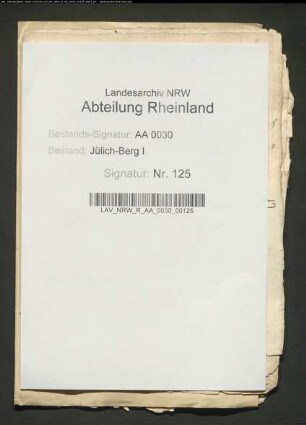 Landesarchiv NRW
Abteilung Rheinland
Bestands-Signatur: AA 0030
Bestand: Jülich-Berg I
Signatur: Nr. 125
LAV_NRW_R_AA_0030_00125